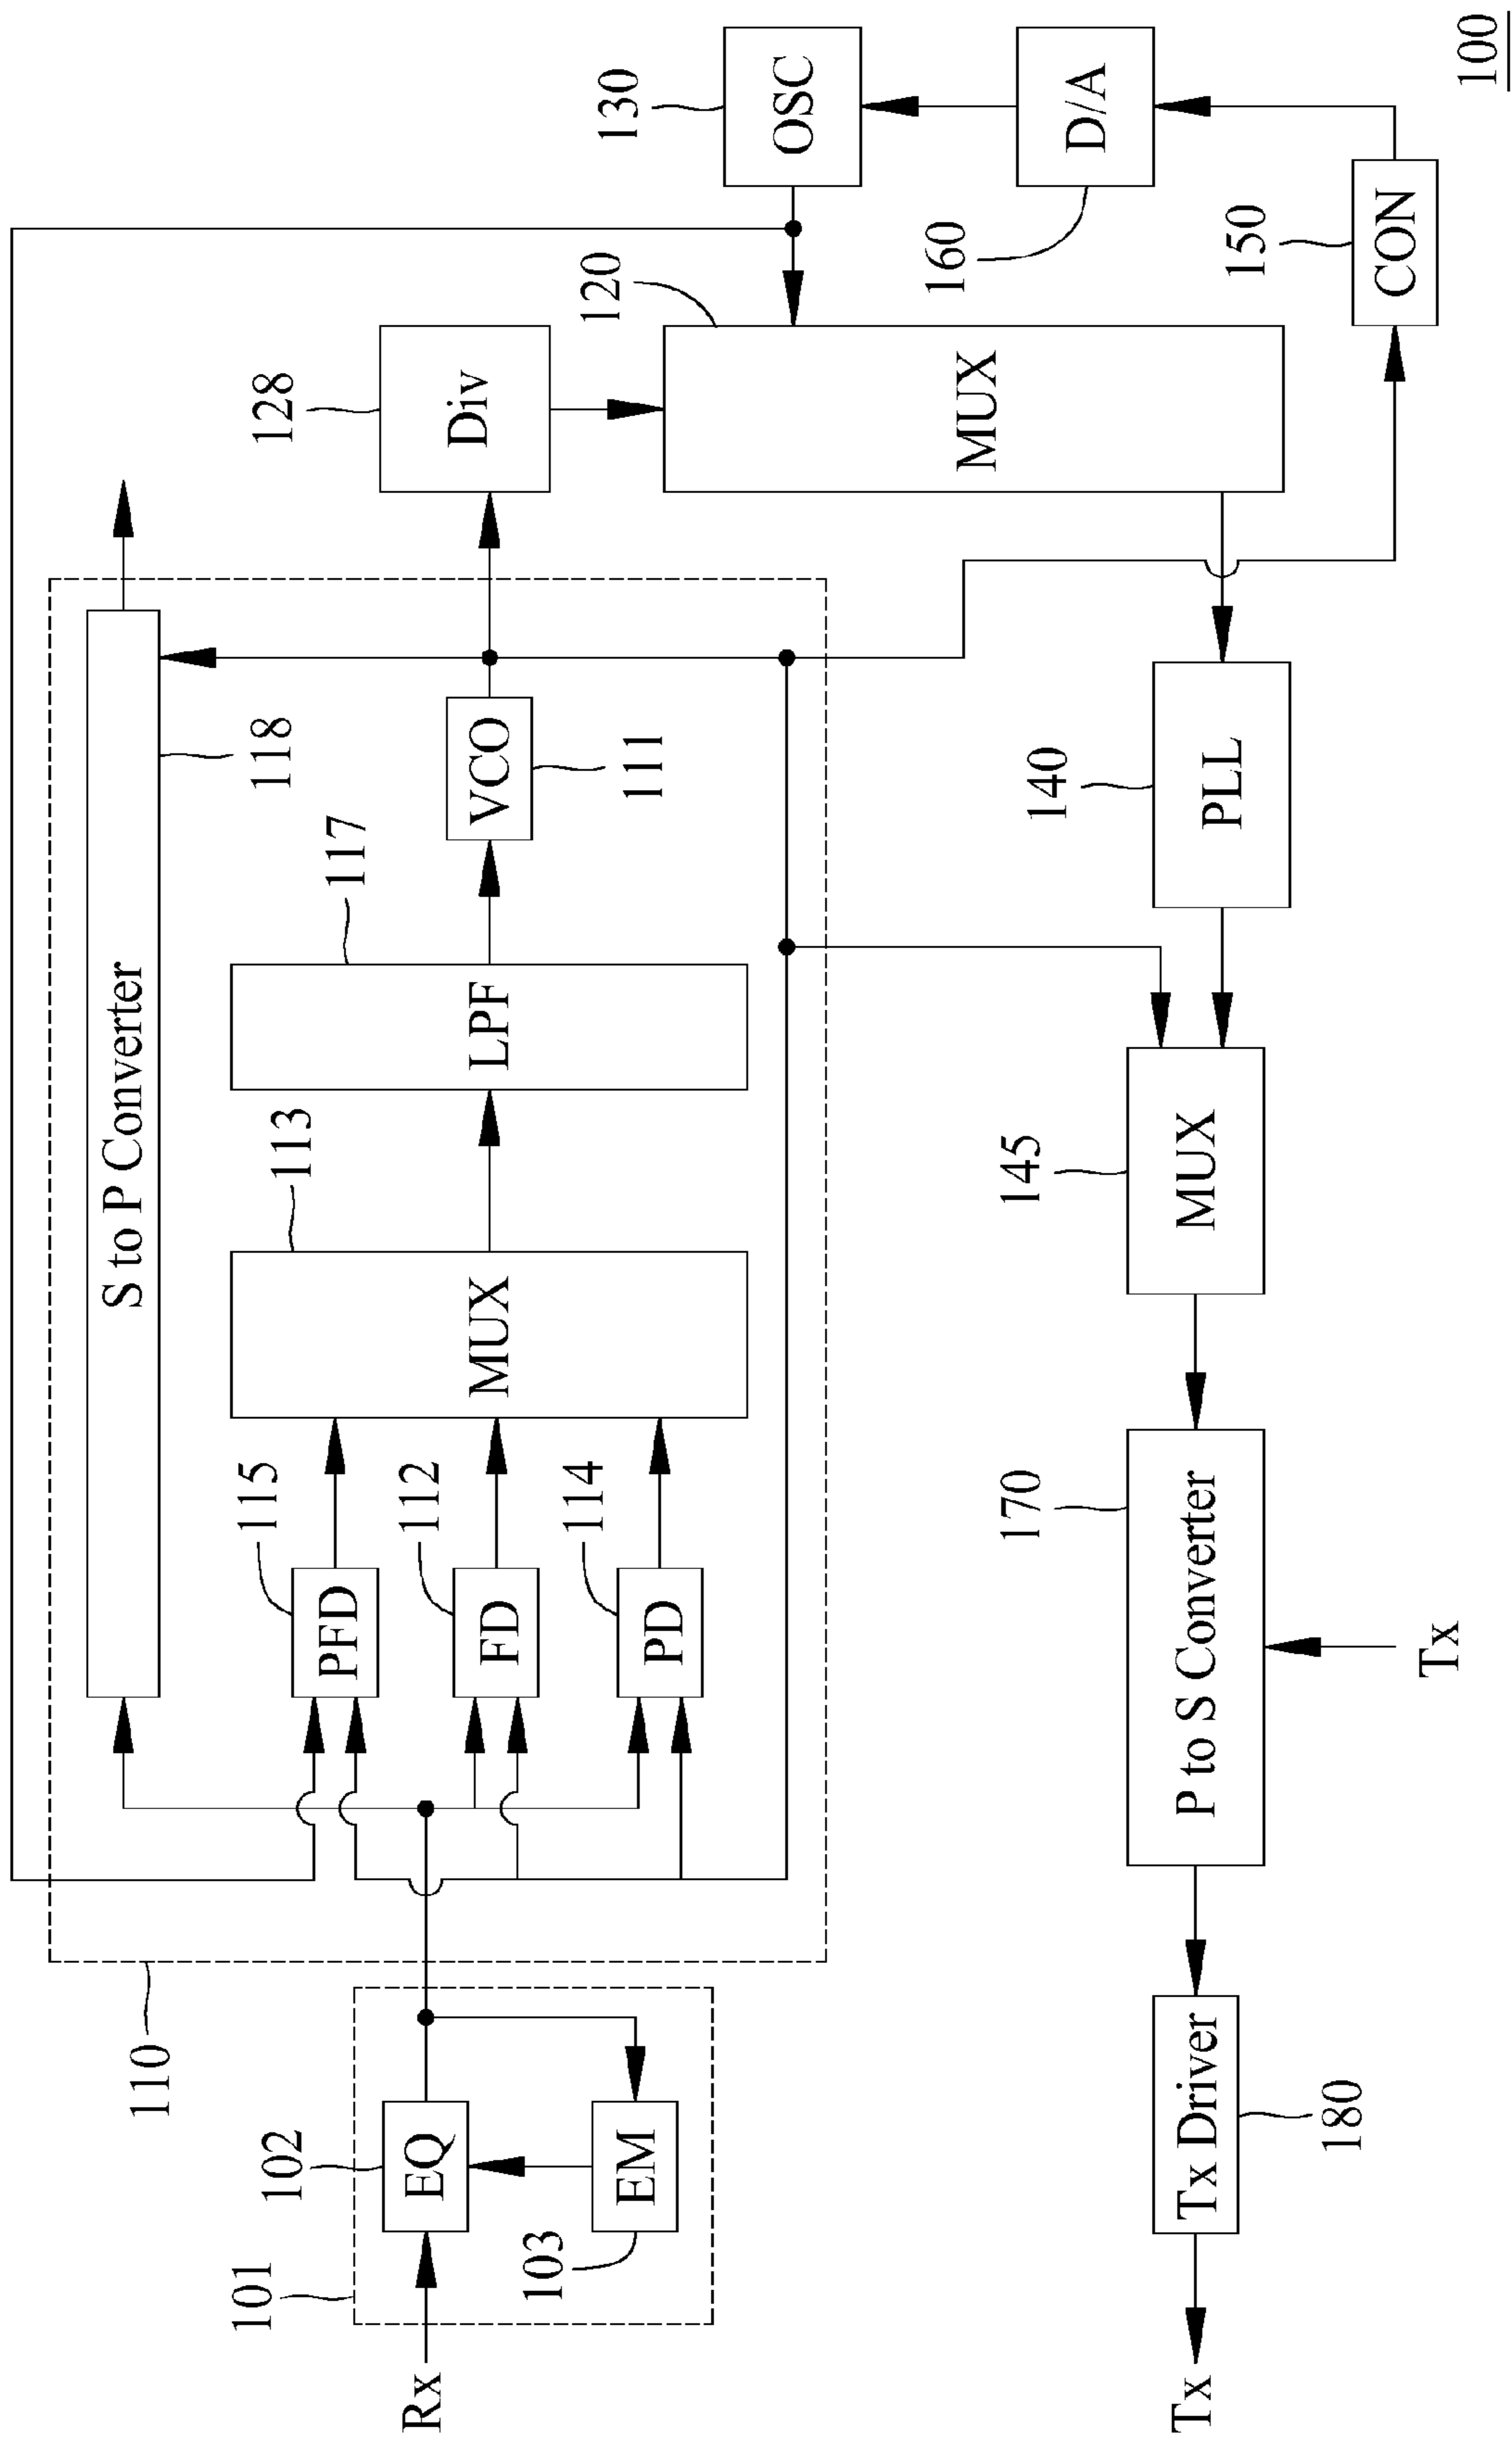 100
S to P Converter
118
110
101
102
EQ
103
EM
Rx
115
PFD
112
FD
114
PD
113
MUX
117
LPF
VCO
111
128
Div
120
MUX
130
OSC
160
D/A
150
CON
140
PLL
145
MUX
170
P to S Converter
Tx
Tx Driver
180
Tx